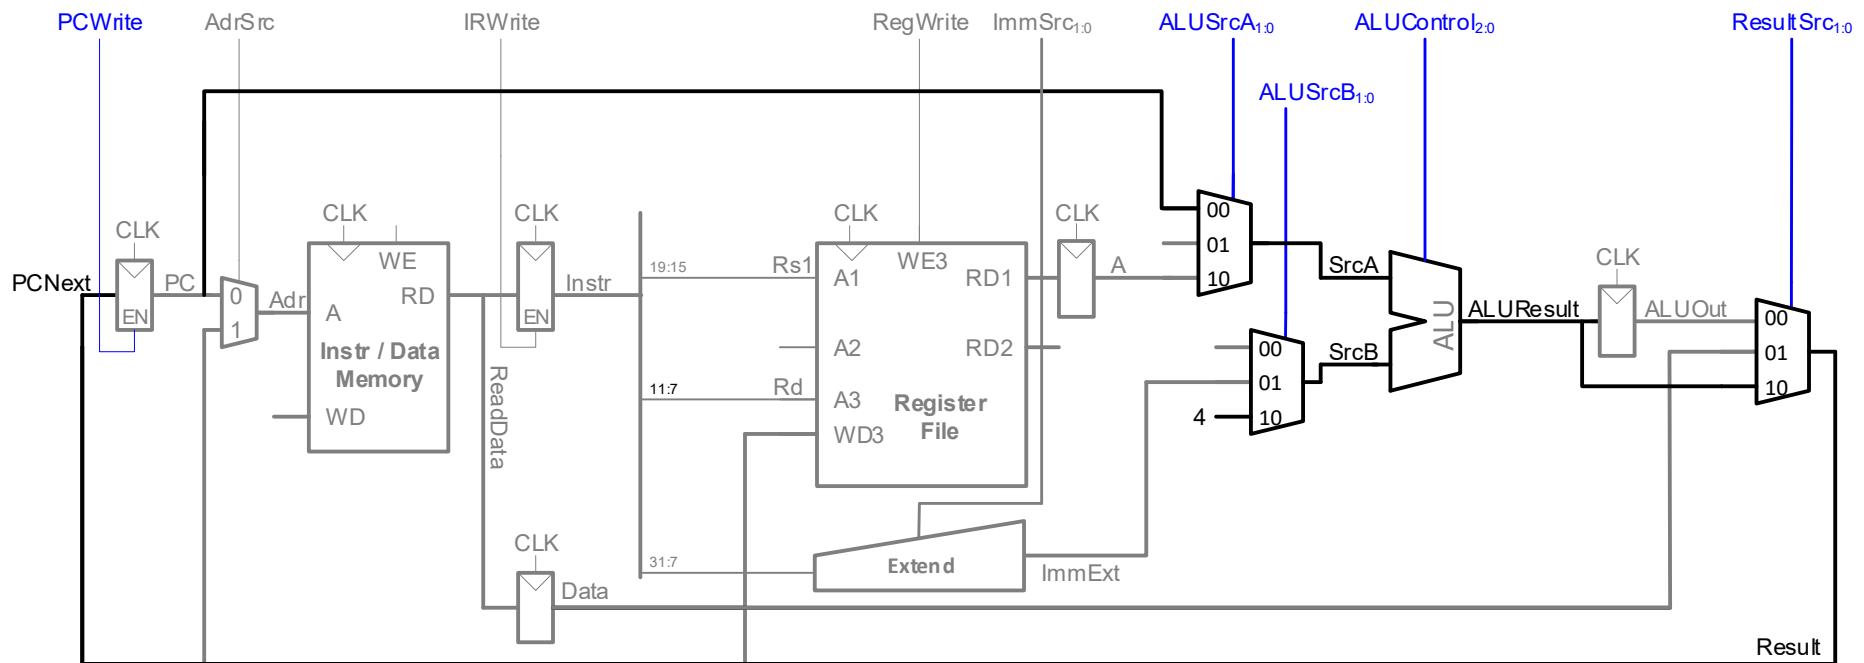 PCWrite
AdrSrc
IRWrite
RegWrite
ImmSrc1:0
ALUSrcA1:0
ALUControl2:0
ResultSrc1:0
ALUSrcB1:0
PCNext
CLK
EN
PC
0
1
Adr
CLK
WE
A
RD
Instr / Data
Memory
WD
ReadData
CLK
EN
Instr
19:15
Rs1
11:7
Rd
31:7
CLK
WE3
A1
RD1
A2
RD2
A3
WD3
Register
File
CLK
A
00
01
10
SrcA
00
01
10
4
SrcB
ALU
ALUResult
CLK
ALUOut
00
01
10
CLK
Data
Extend
ImmExt
Result